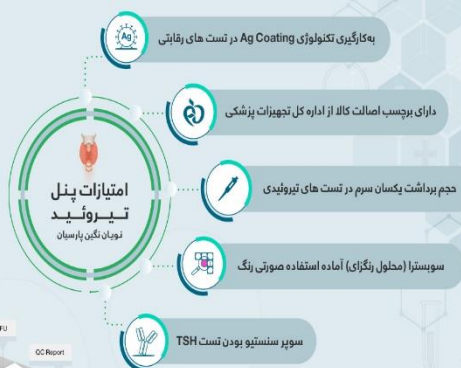 Ag
به‌کارگیری تکنولوژی Ag Coating در تست های رقابتی
دارای برچسب اصالت کالا از اداره کل تجهیزات پزشکی
امتیازات پنل
تـیـروئـیـد
نویان نگین پارسیان
حجم برداشت یکسان سرم در تست های تیروئیدی
سوبسترا (محلول رنگزای) آماده استفاده صورتی رنگ
سوپر سنستیو بودن تست TSH
QC Report